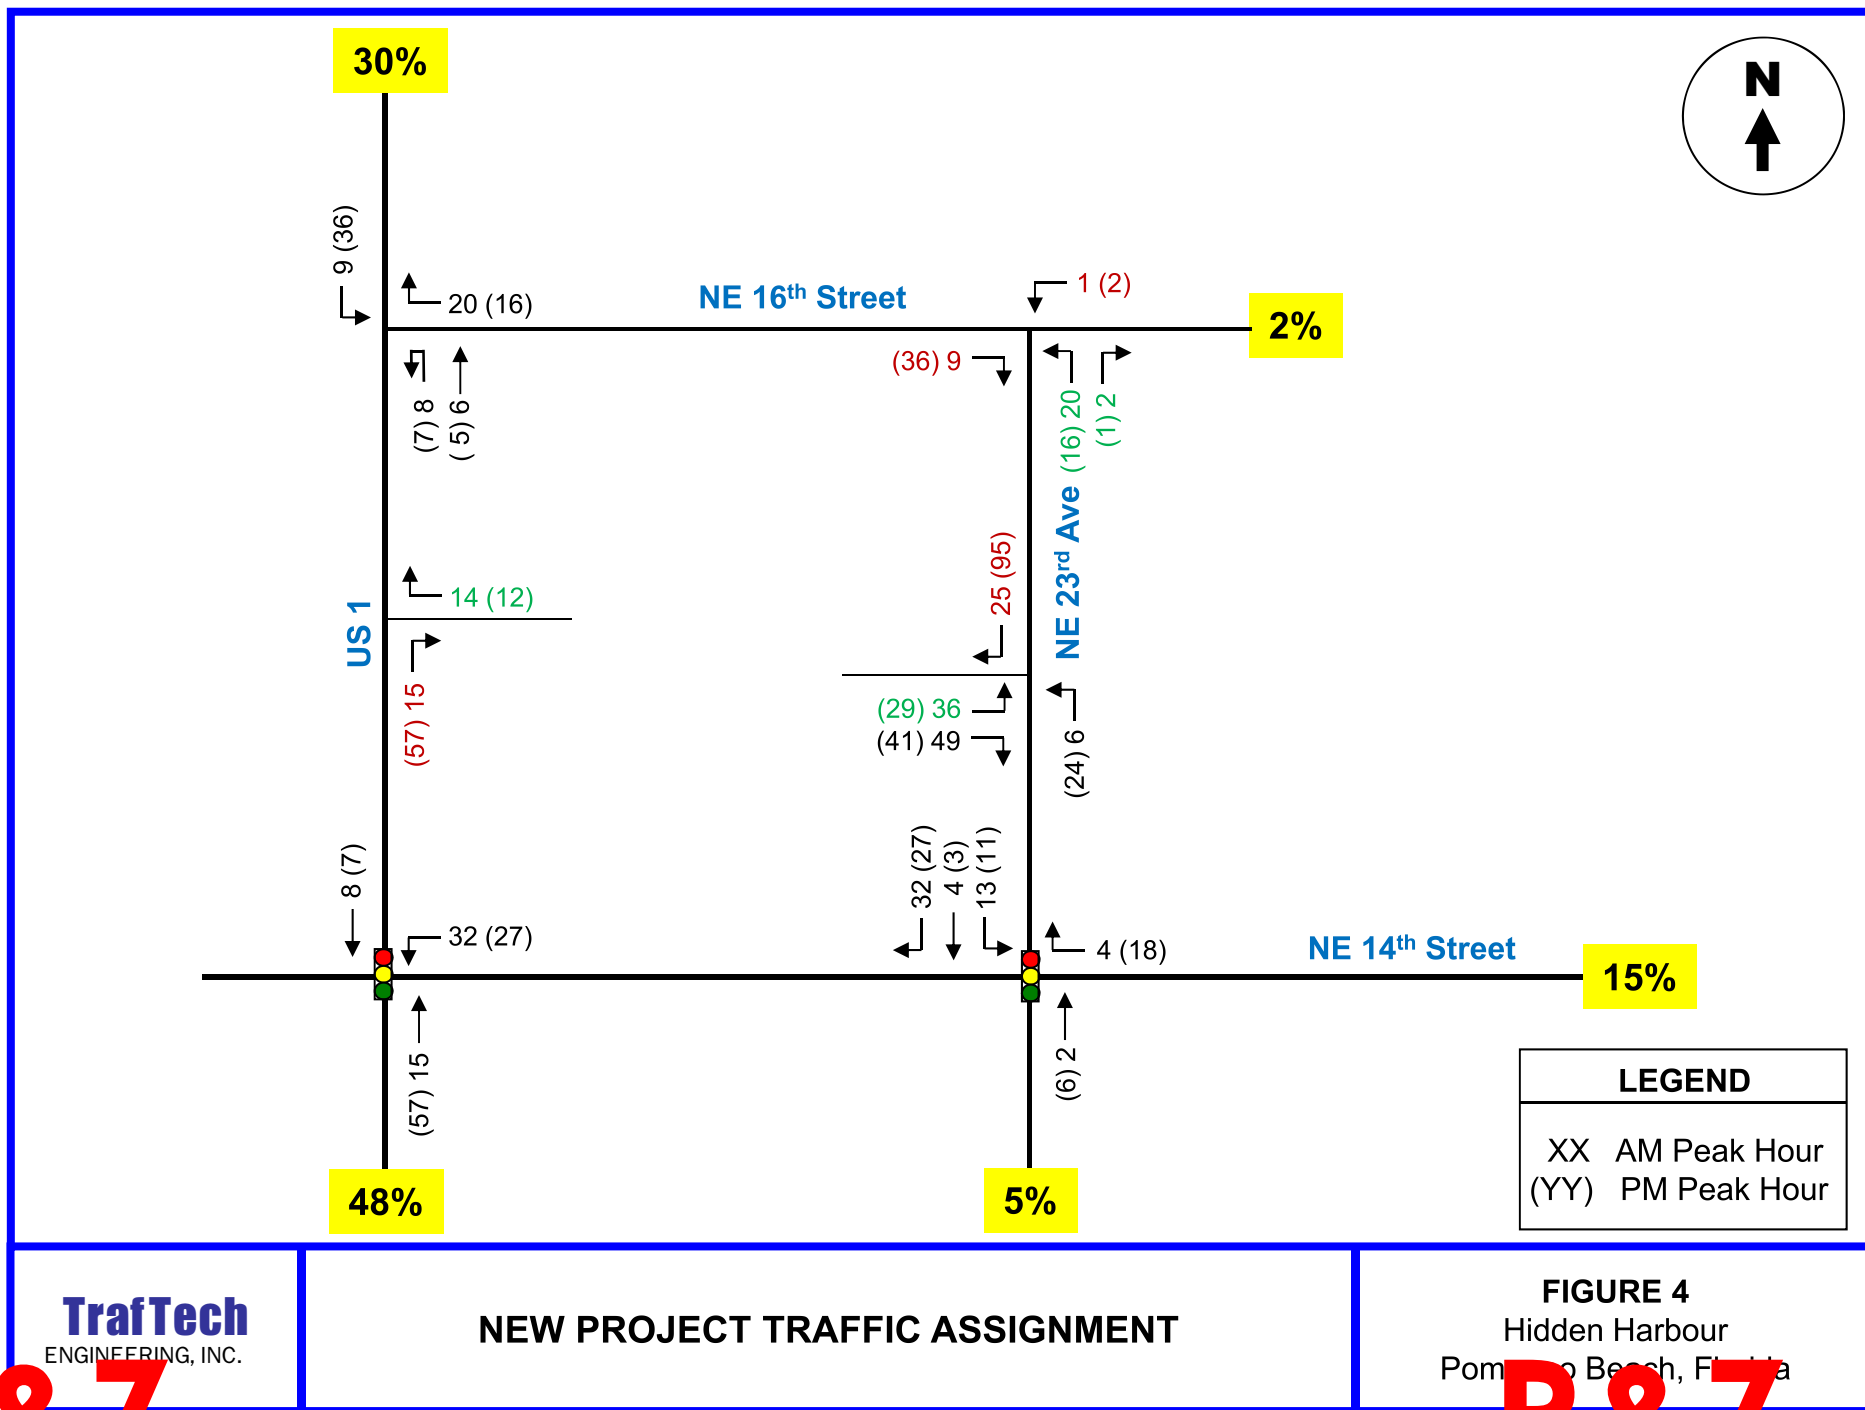 30%
N
9 (36)
20 (16)
NE 16th Street
1 (2)
2%
(36) 9
(7) 8
( 5) 6
(16) 20
(1) 2
NE 23rd Ave
25 (95)
US 1
14 (12)
(57) 15
(29) 36
(41) 49
(24) 6
8 (7)
32 (27)
4 (3)
13 (11)
32 (27)
4 (18)
NE 14th Street
15%
(57) 15
(6) 2
48%
5%
LEGEND
XX AM Peak Hour
(YY) PM Peak Hour
TrafTech
ENGINEERING, INC.
NEW PROJECT TRAFFIC ASSIGNMENT
FIGURE 4
Hidden Harbour
Pompano Beach, Florida
&Z
P&Z